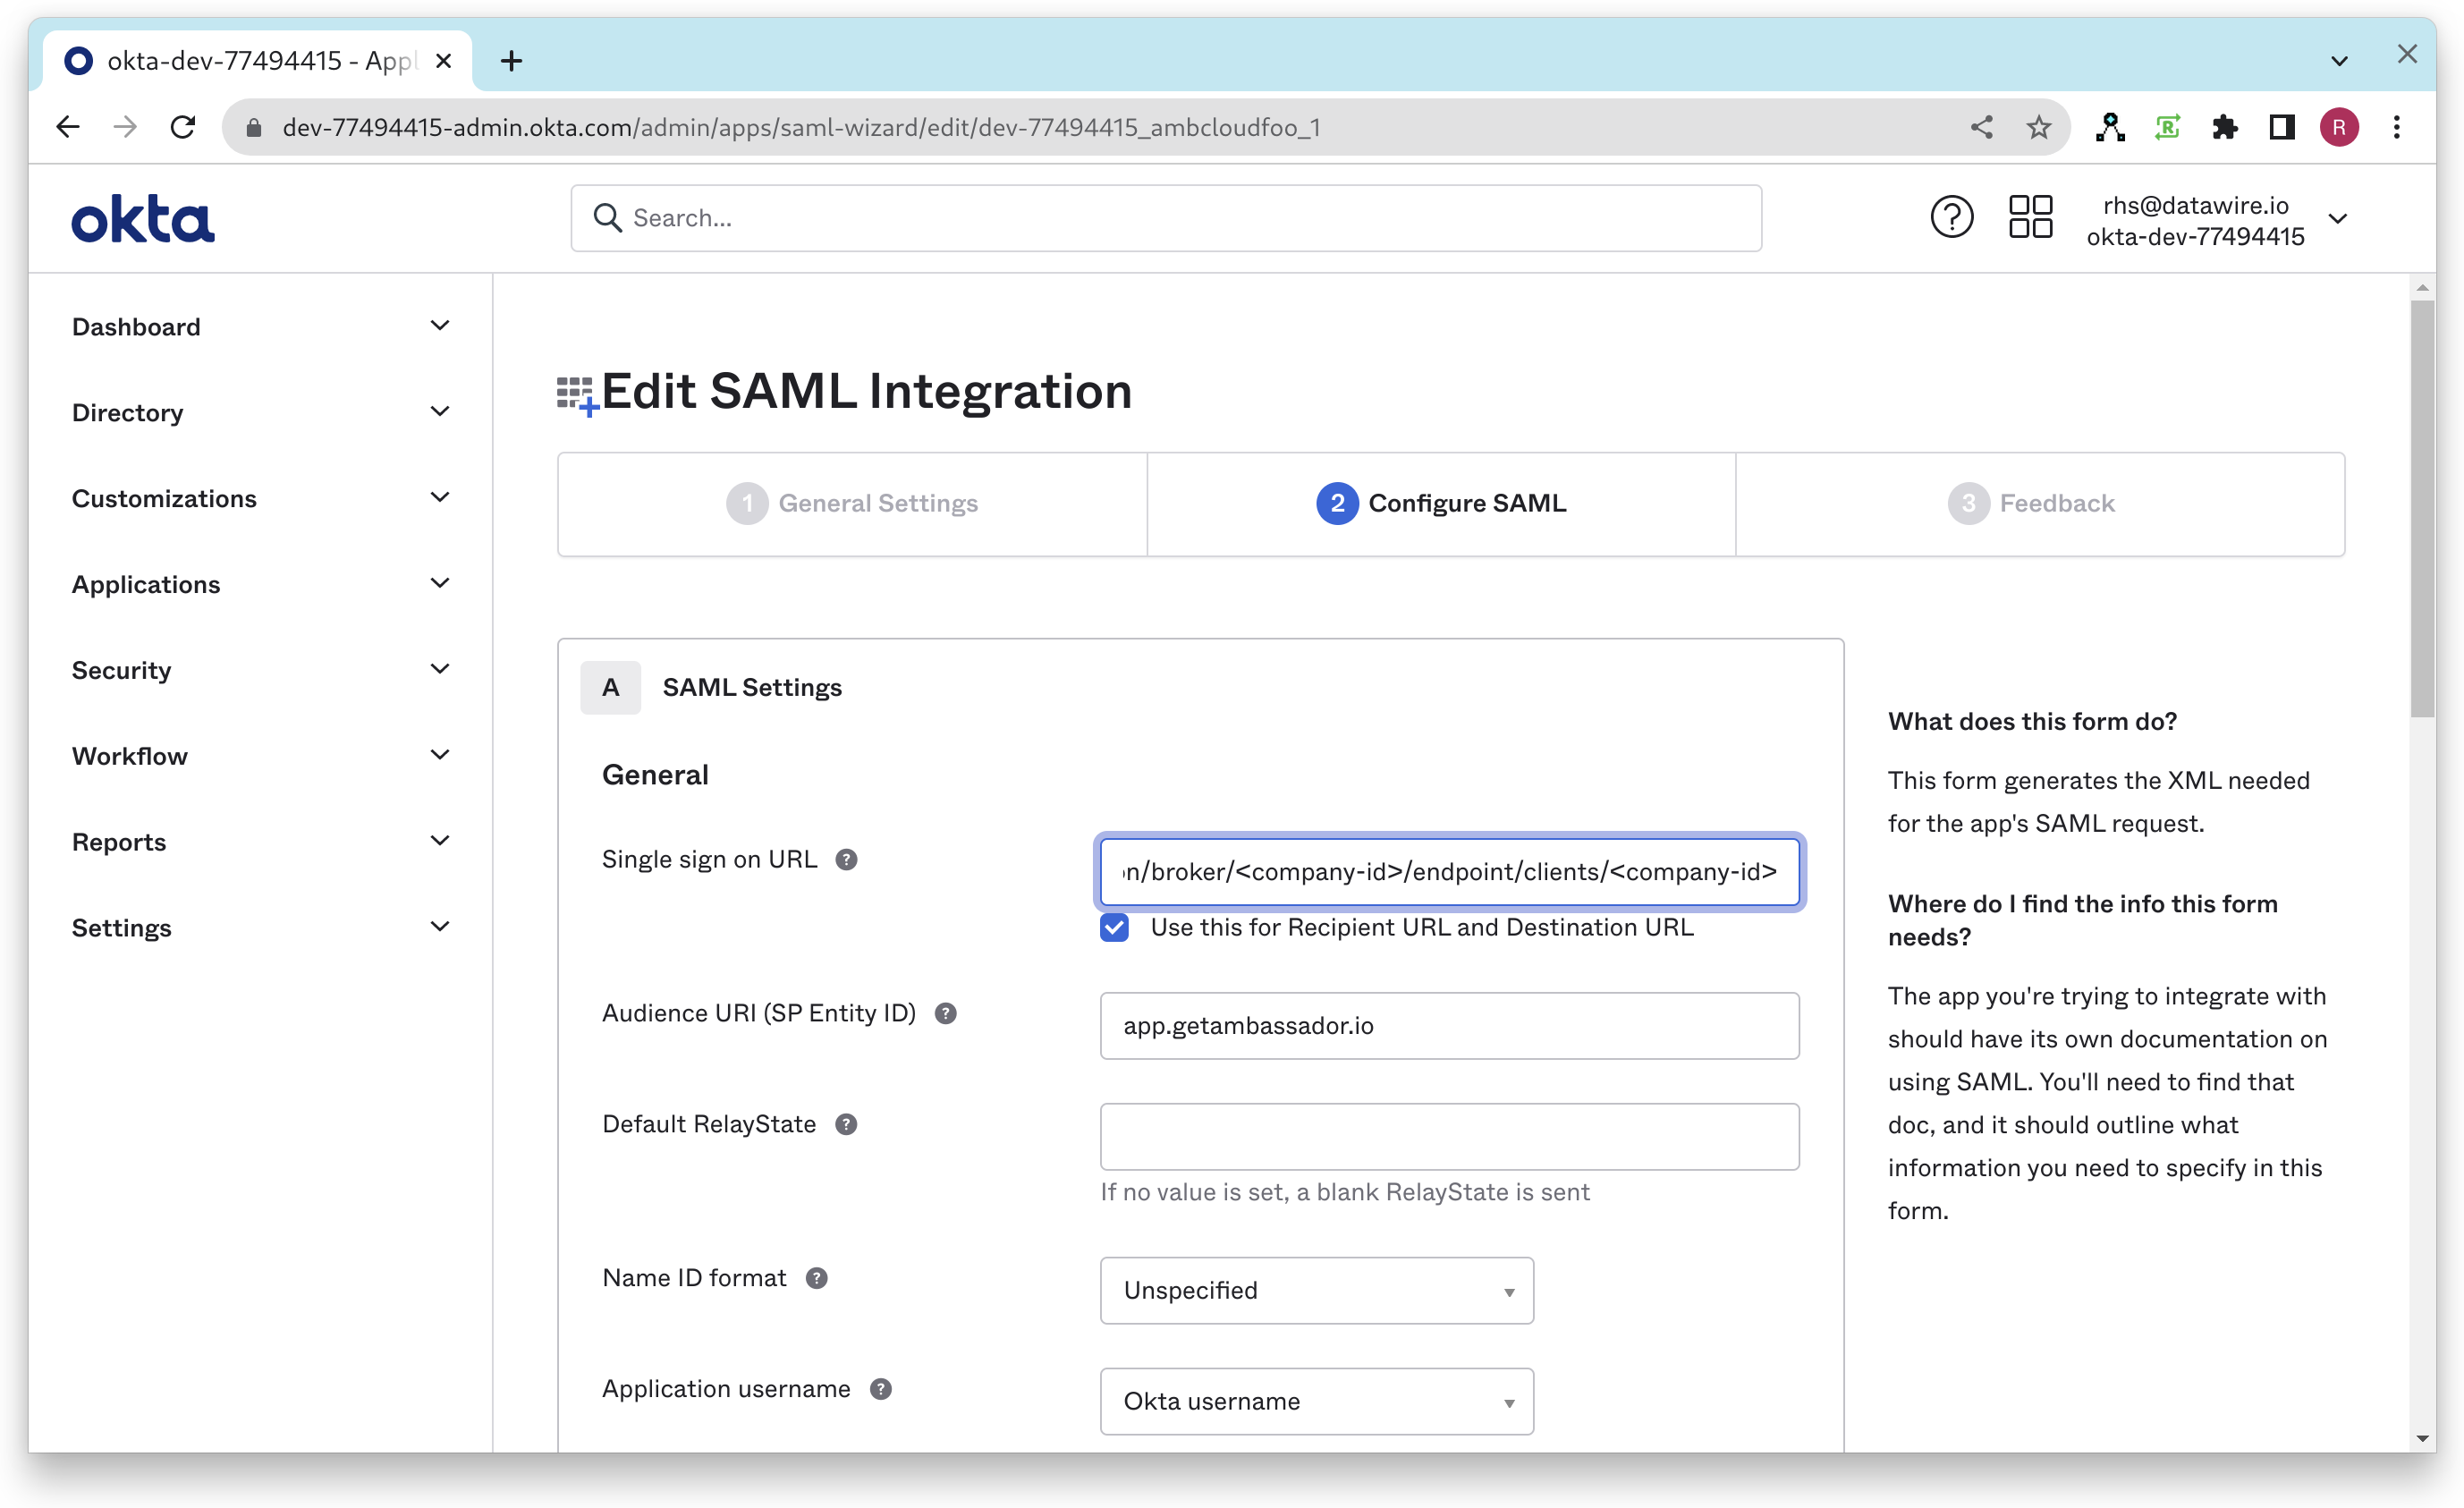 okta-dev-77494415 - Appl
dev-77494415-admin.okta.com/admin/apps/saml-wizard/edit/dev-77494415_ambcloudfoo_1
R
R
okta
Search...
?
rhs@datawire.io
okta-dev-77494415
Dashboard
Directory
Customizations
Applications
Security
Workflow
Reports
Settings
Edit SAML Integration
1 General Settings
2 Configure SAML
3 Feedback
A SAML Settings
General
Single sign on URL ?
on/broker/<company-id>/endpoint/clients/<company-id>
Use this for Recipient URL and Destination URL
Audience URI (SP Entity ID) ?
app.getambassador.io
Default RelayState ?
If no value is set, a blank RelayState is sent
Name ID format ?
Unspecified
Application username ?
Okta username
What does this form do?
This form generates the XML needed
for the app's SAML request.
Where do I find the info this form
needs?
The app you're trying to integrate with
should have its own documentation on
using SAML. You'll need to find that
doc, and it should outline what
information you need to specify in this
form.